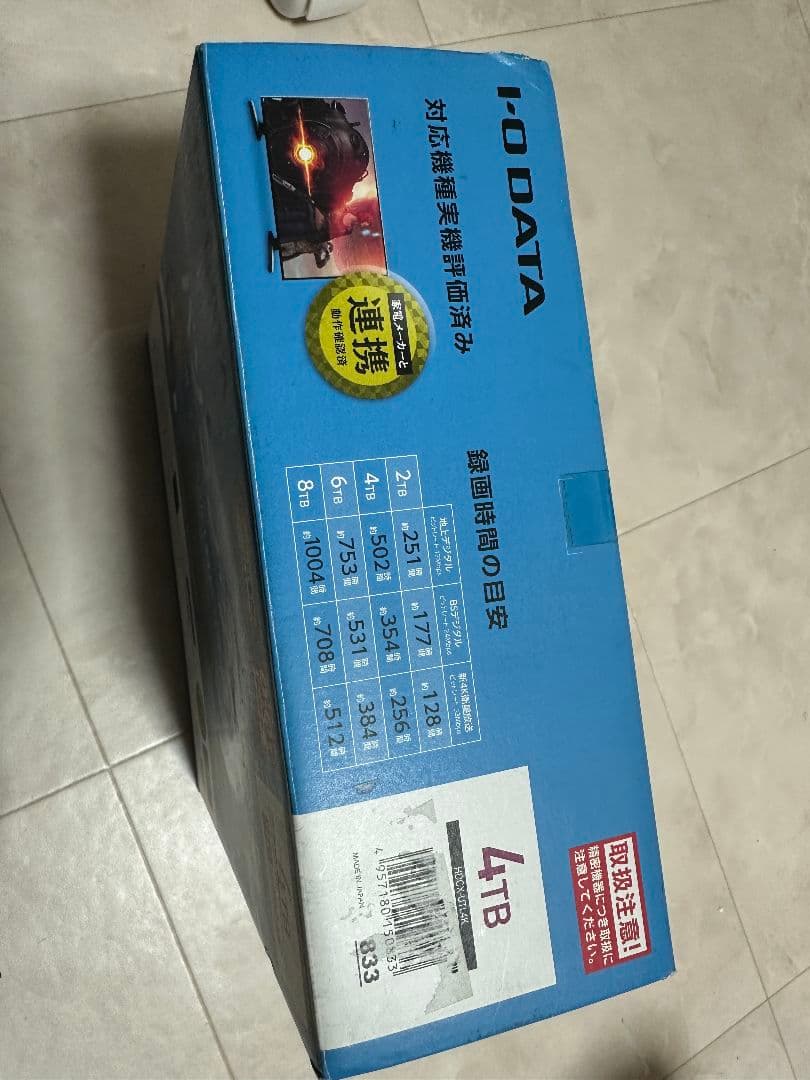 I-O DATA
対応機種実機評価済み
家電メーカーと
連携
動作確認済
録画時間の目安
地上デジタル BSデジタル 新4K衛星放送
2TB 約251時間 約177時間 約128時間
4TB 約502時間 約354時間 約256時間
6TB 約753時間 約531時間 約384時間
8TB 約1004時間 約708時間 約512時間
4TB
MADE IN JAPAN
4 957180 150833
833
取扱注意!
精密機器につき取扱に
注意してください。